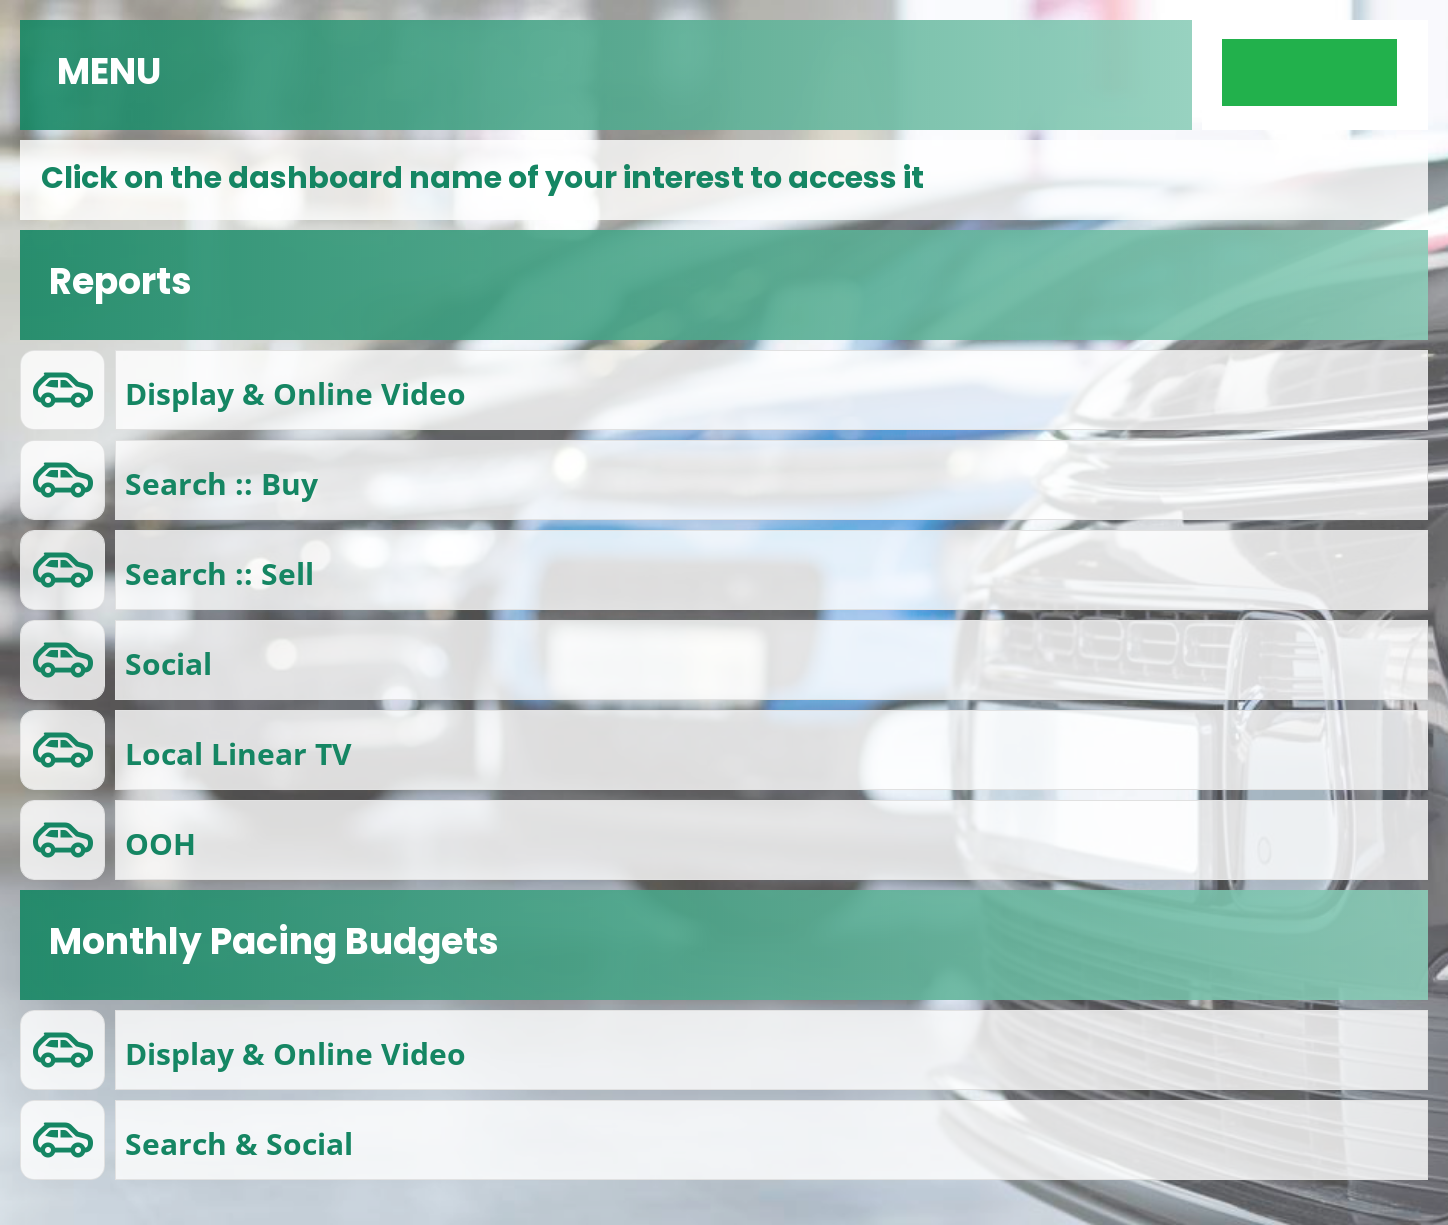 MENU
Click on the dashboard name of your interest to access it
Reports
Display & Online Video
Search :: Buy
Search :: Sell
Social
Local Linear TV
OOH
Monthly Pacing Budgets
Display & Online Video
Search & Social